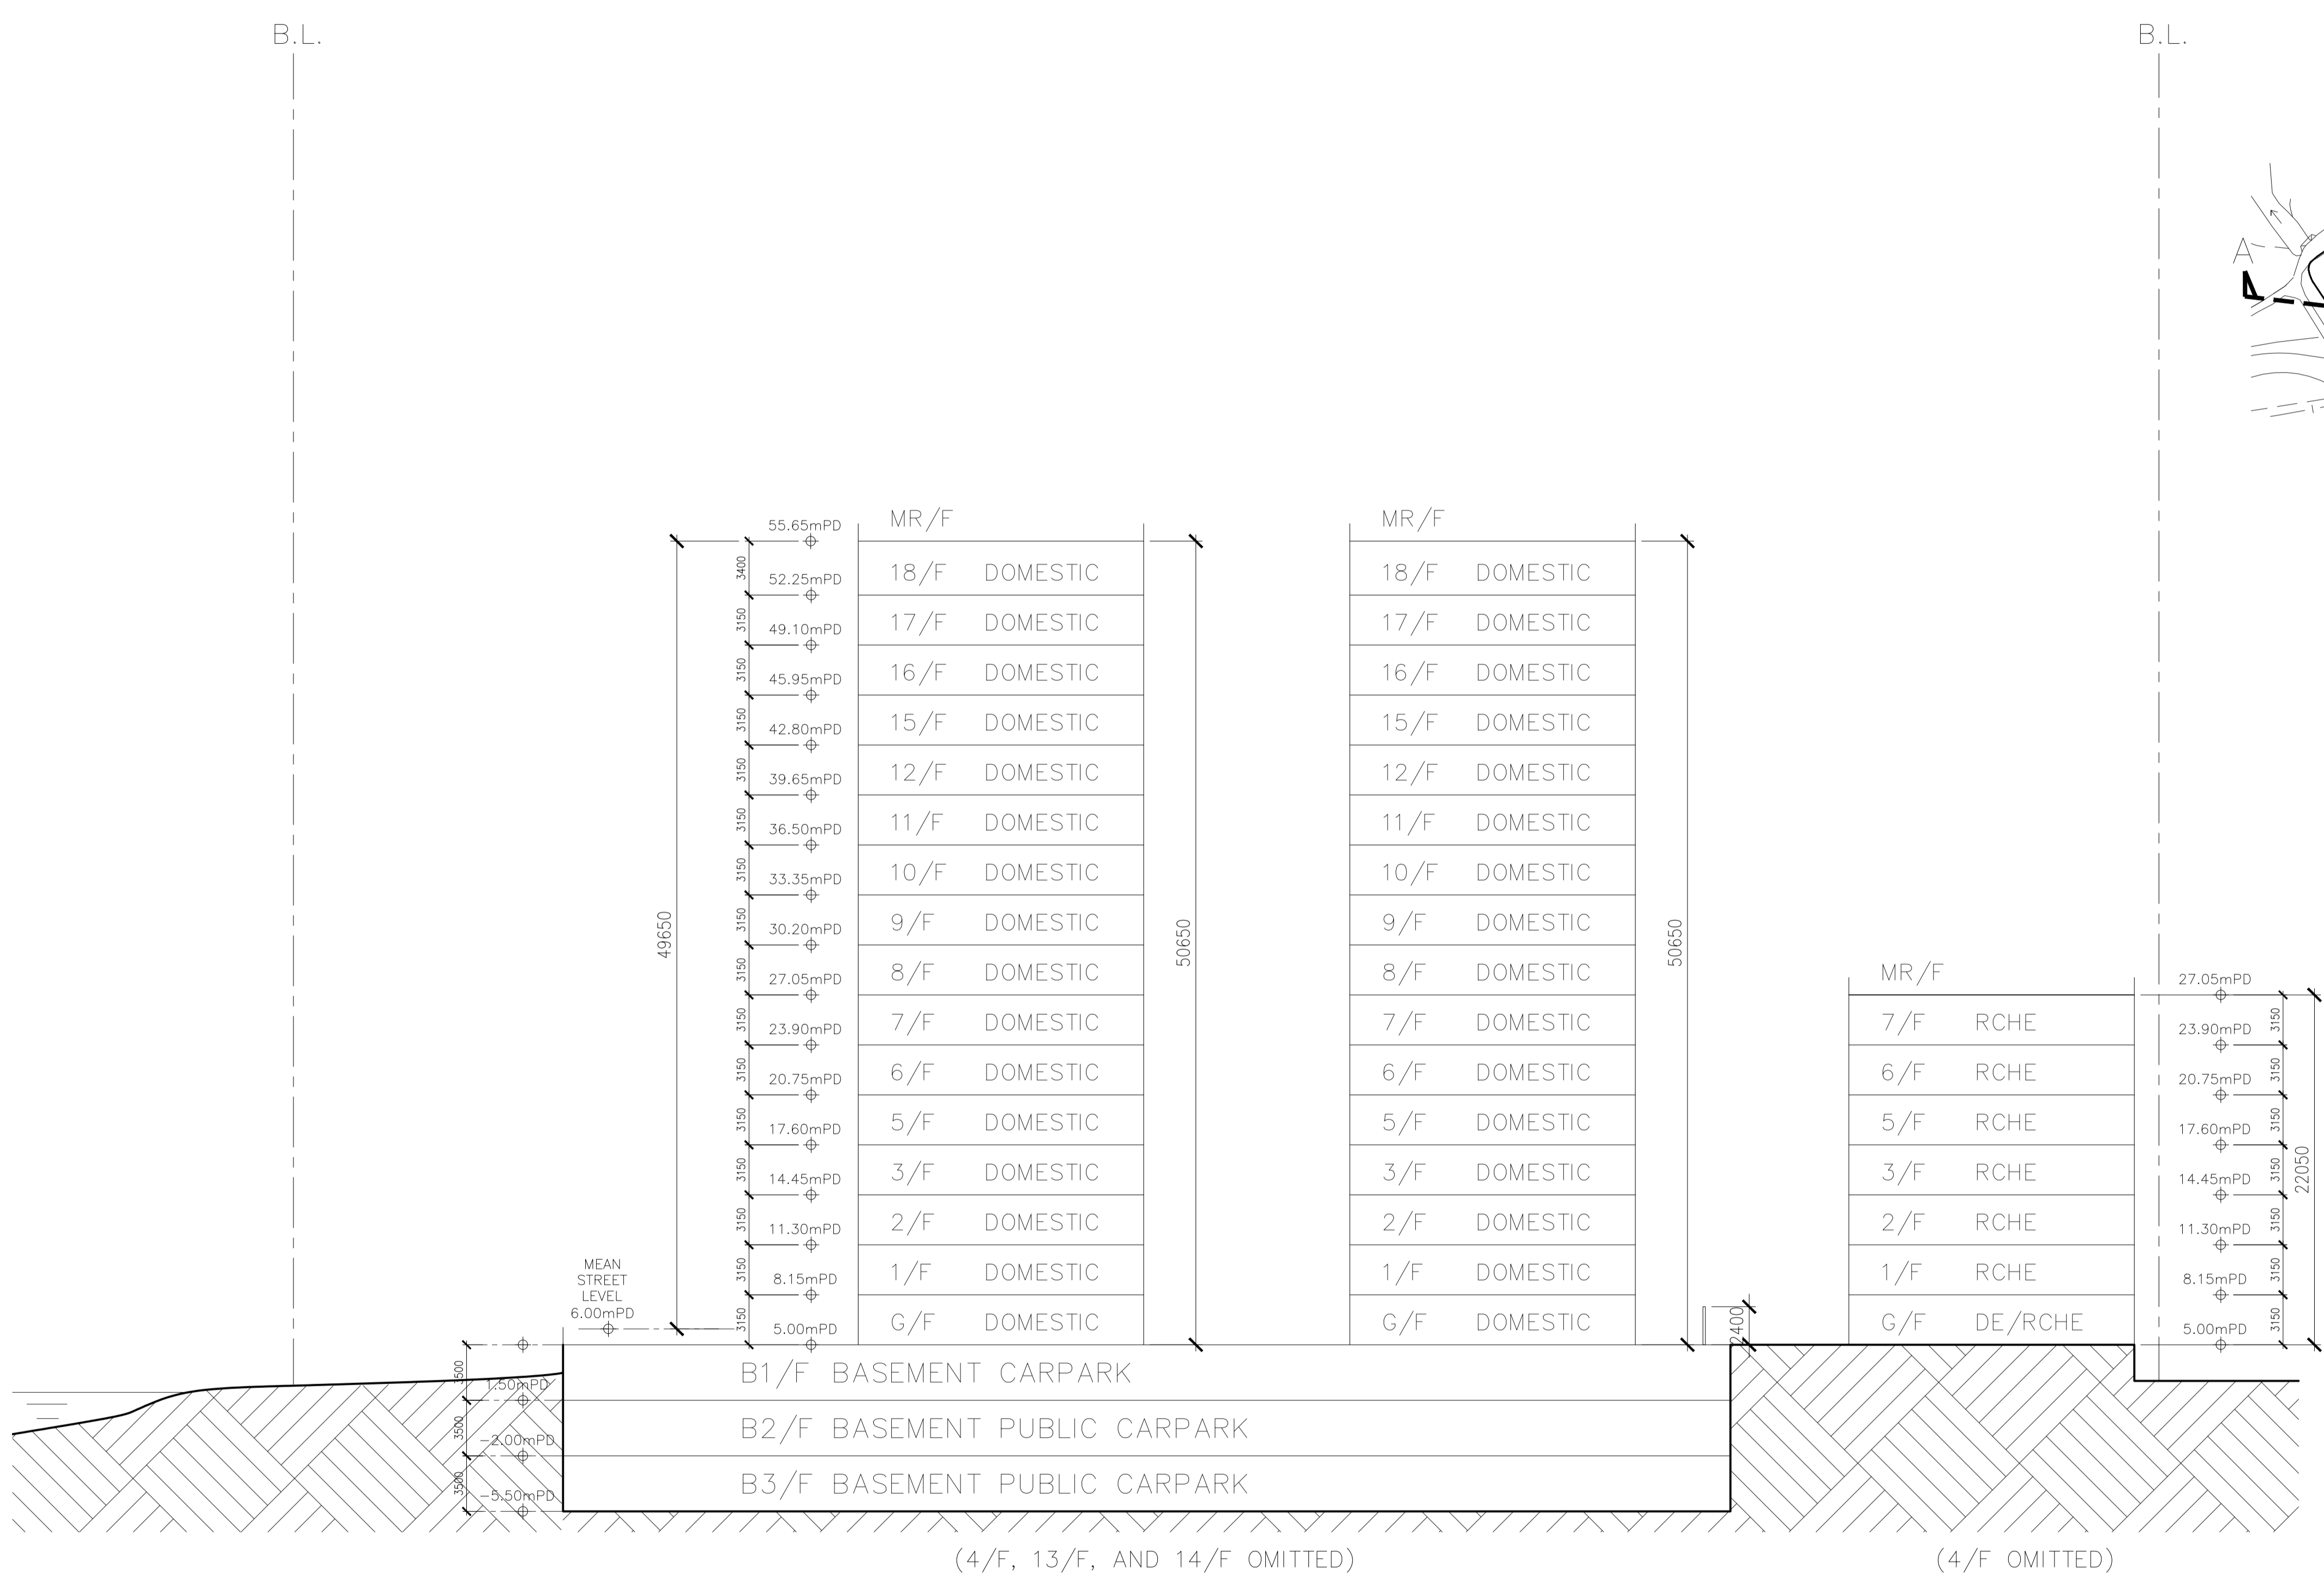 B.L.
B.L.
A
MR/F
MR/F
55.65mPD
3400
18/F DOMESTIC
18/F DOMESTIC
52.25mPD
3150
17/F DOMESTIC
17/F DOMESTIC
49.10mPD
3150
16/F DOMESTIC
16/F DOMESTIC
45.95mPD
3150
15/F DOMESTIC
15/F DOMESTIC
42.80mPD
3150
12/F DOMESTIC
12/F DOMESTIC
39.65mPD
3150
11/F DOMESTIC
11/F DOMESTIC
36.50mPD
3150
10/F DOMESTIC
10/F DOMESTIC
33.35mPD
3150
9/F DOMESTIC
9/F DOMESTIC
30.20mPD
49650
50650
50650
3150
8/F DOMESTIC
8/F DOMESTIC
MR/F
27.05mPD
27.05mPD
3150
7/F DOMESTIC
7/F DOMESTIC
7/F RCHE
3150
23.90mPD
23.90mPD
3150
6/F DOMESTIC
6/F DOMESTIC
6/F RCHE
3150
20.75mPD
20.75mPD
3150
5/F DOMESTIC
5/F DOMESTIC
5/F RCHE
3150
17.60mPD
17.60mPD
3150
3/F DOMESTIC
3/F DOMESTIC
3/F RCHE
3150
22050
14.45mPD
14.45mPD
3150
2/F DOMESTIC
2/F DOMESTIC
2/F RCHE
3150
11.30mPD
11.30mPD
3150
1/F DOMESTIC
1/F DOMESTIC
1/F RCHE
3150
8.15mPD
8.15mPD
MEAN
STREET
LEVEL
6.00mPD
3150
G/F DOMESTIC
G/F DOMESTIC
2400
G/F DE/RCHE
3150
5.00mPD
5.00mPD
3500
1.50mPD
B1/F BASEMENT CARPARK
3500
-2.00mPD
B2/F BASEMENT PUBLIC CARPARK
3500
-5.50mPD
B3/F BASEMENT PUBLIC CARPARK
(4/F, 13/F, AND 14/F OMITTED)
(4/F OMITTED)